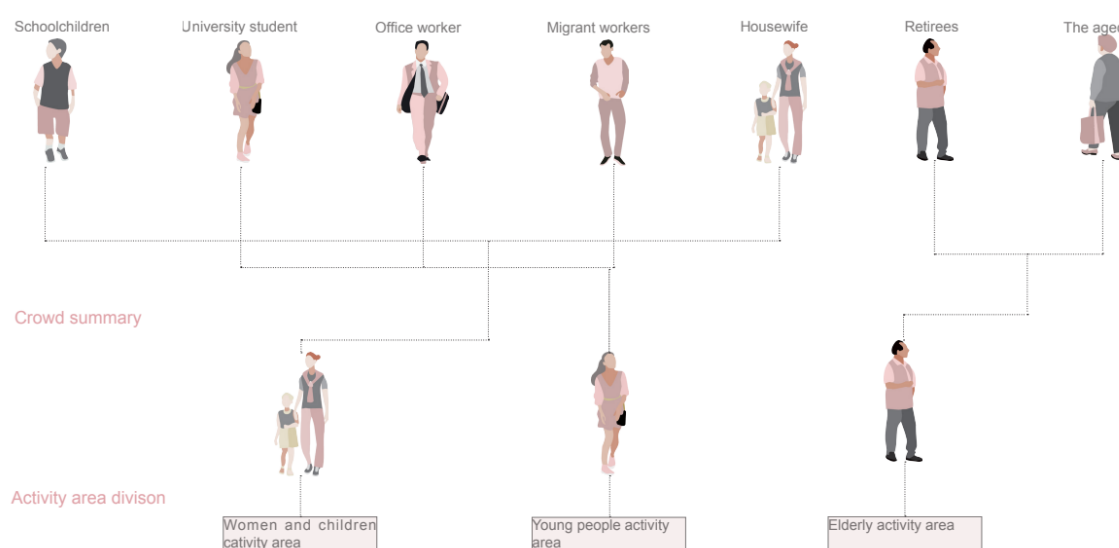 Schoolchildren
University student
Office worker
Migrant workers
Housewife
Retirees
The aged
Crowd summary
Activity area divison
Women and children
cativity area
Young people activity
area
Elderly activity area